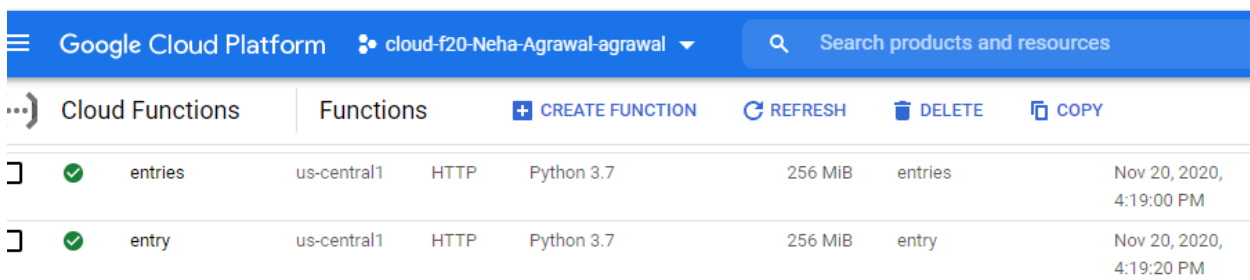 Google Cloud Platform cloud-f20-Neha-Agrawal-agrawal Search products and resources
Cloud Functions Functions CREATE FUNCTION REFRESH DELETE COPY
entries us-central1 HTTP Python 3.7 256 MiB entries Nov 20, 2020,
4:19:00 PM
entry us-central1 HTTP Python 3.7 256 MiB entry Nov 20, 2020,
4:19:20 PM